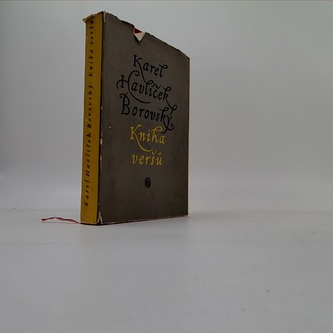 Karel
Havlíček
Borovský
Kniha
veršů
Karel Havlíček Borovský: Kniha veršů